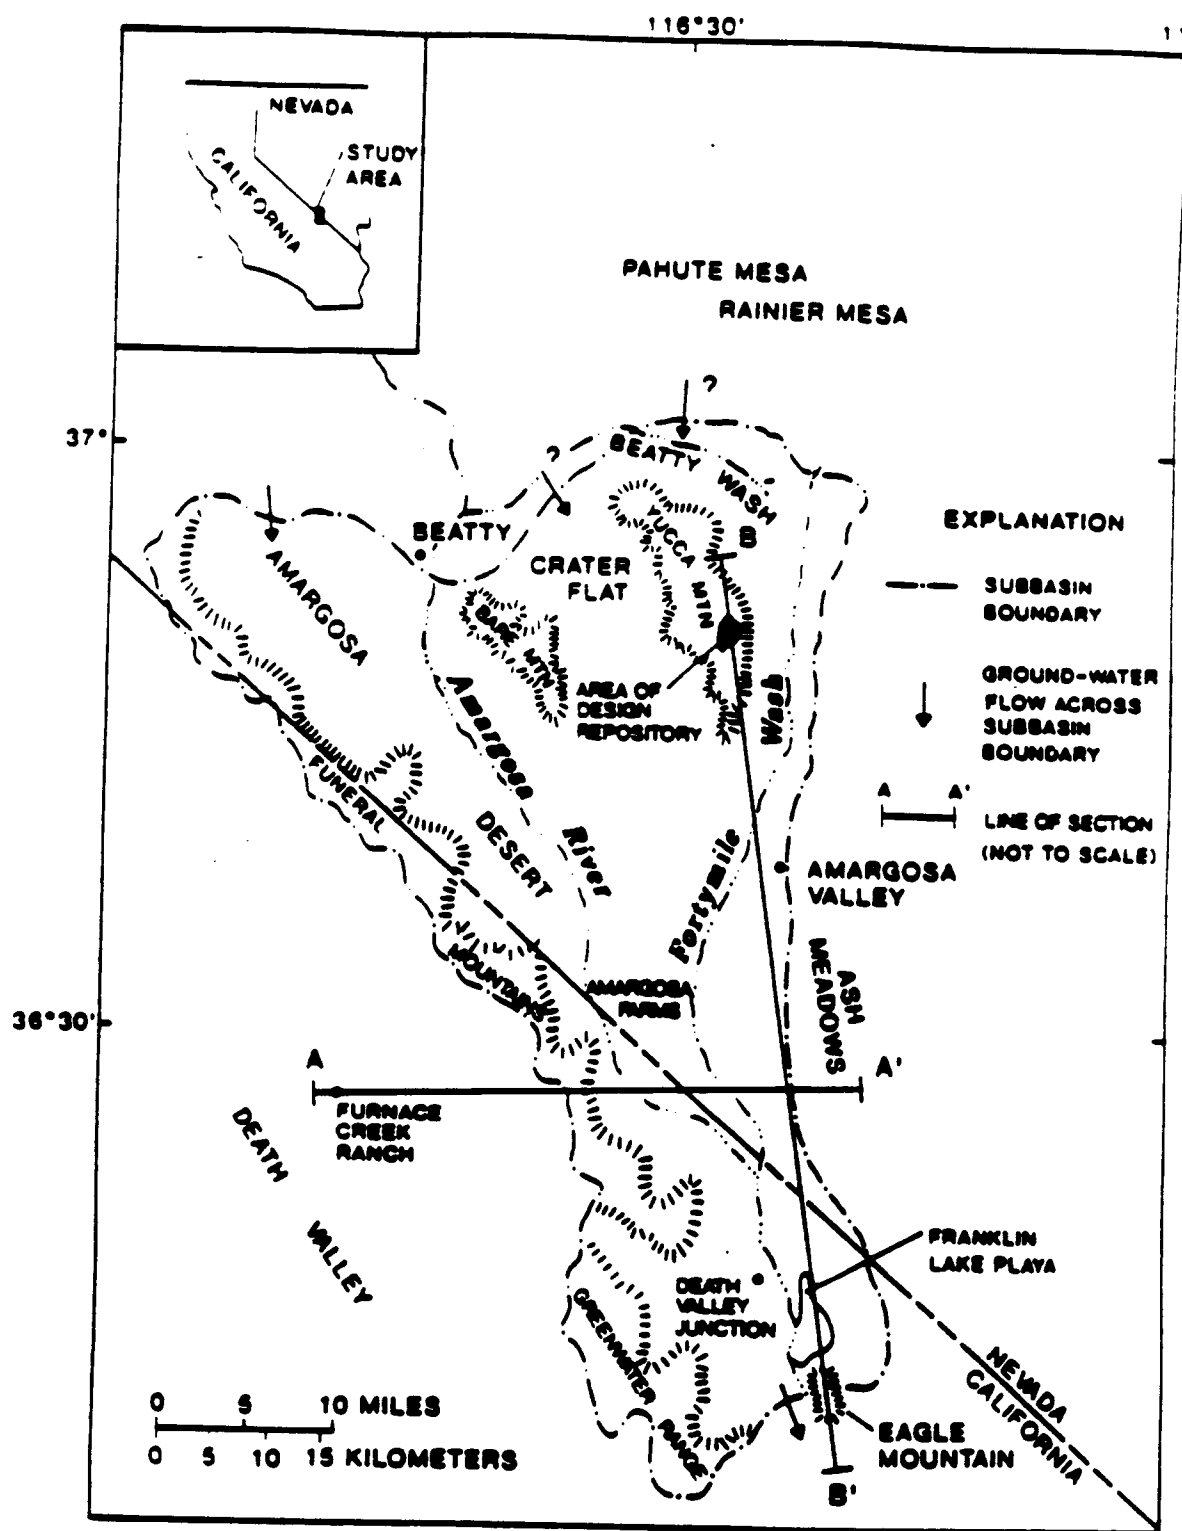 116°30'
11
NEVADA
CALIFORNIA
STUDY
AREA
PAHUTE MESA
RAINIER MESA
37°
?
?
BEATTY WASH
BEATTY
YUCCA MTN
B
CRATER
FLAT
AMARGOSA
BARE MTN
EXPLANATION
SUBBASIN
BOUNDARY
GROUND-WATER
FLOW ACROSS
SUBBASIN
BOUNDARY
A A'
LINE OF SECTION
(NOT TO SCALE)
AREA OF
DESIGN
REPOSITORY
Amargosa
River
Fortymile
Wash
FUNERAL
MOUNTAINS
DESERT
AMARGOSA
VALLEY
AMARGOSA
FARMS
ASH
MEADOWS
36°30'
A
A'
FURNACE
CREEK
RANCH
DEATH
VALLEY
FRANKLIN
LAKE PLAYA
DEATH
VALLEY
JUNCTION
GREENWATER RANGE
NEVADA
CALIFORNIA
EAGLE
MOUNTAIN
B'
0 5 10 MILES
0 5 10 15 KILOMETERS